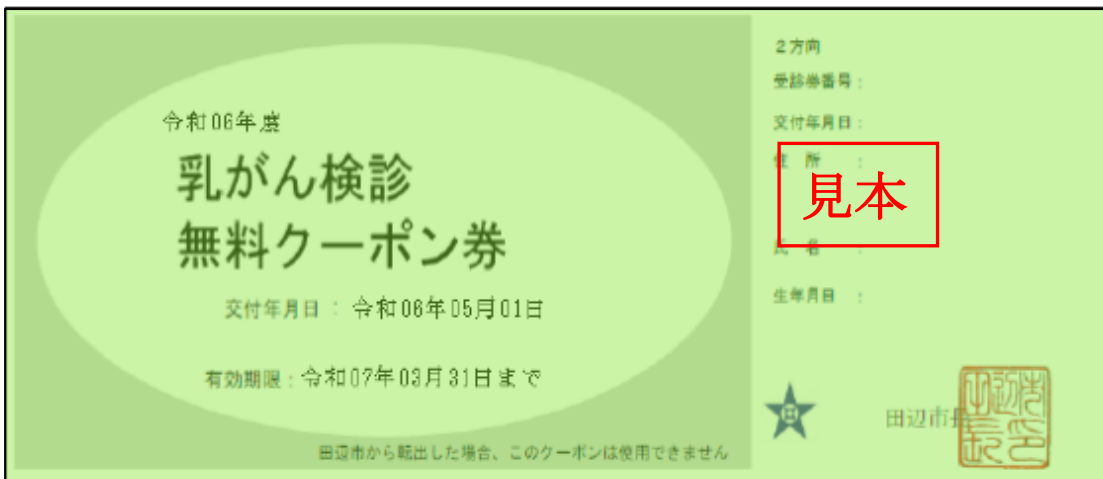 令和06年度
乳がん検診
無料クーポン券
交付年月日：令和06年05月01日
有効期限：令和07年03月31日まで
田辺市から転出した場合、このクーポンは使用できません
2方向
受診券番号：
交付年月日：
住 所 ：
見本
氏 名 ：
生年月日 ：
田辺市長